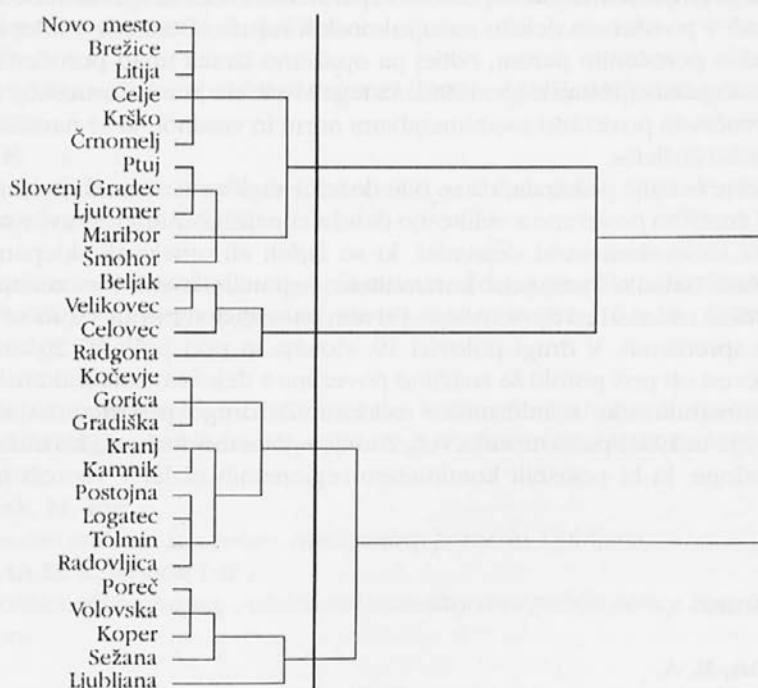 Novo mesto
Brežice
Litija
Celje
Krško
Črnomelj
Ptuj
Slovenj Gradec
Ljutomer
Maribor
Šmohor
Beljak
Velikovec
Celovec
Radgona
Kočevje
Gorica
Gradiška
Kranj
Kamnik
Postojna
Logatec
Tolmin
Radovljica
Poreč
Volovska
Koper
Sežana
Ljubljana